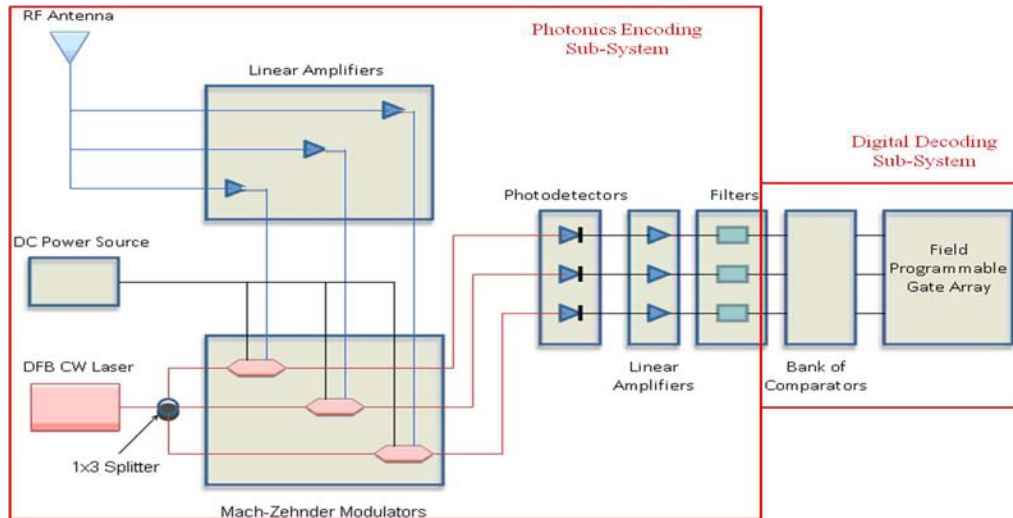 RF Antenna
Photonics Encoding
Sub-System
Linear Amplifiers
Digital Decoding
Sub-System
Photodetectors
Filters
DC Power Source
Field
Programmable
Gate Array
DFB CW Laser
Linear
Amplifiers
Bank of
Comparators
1x3 Splitter
Mach-Zehnder Modulators